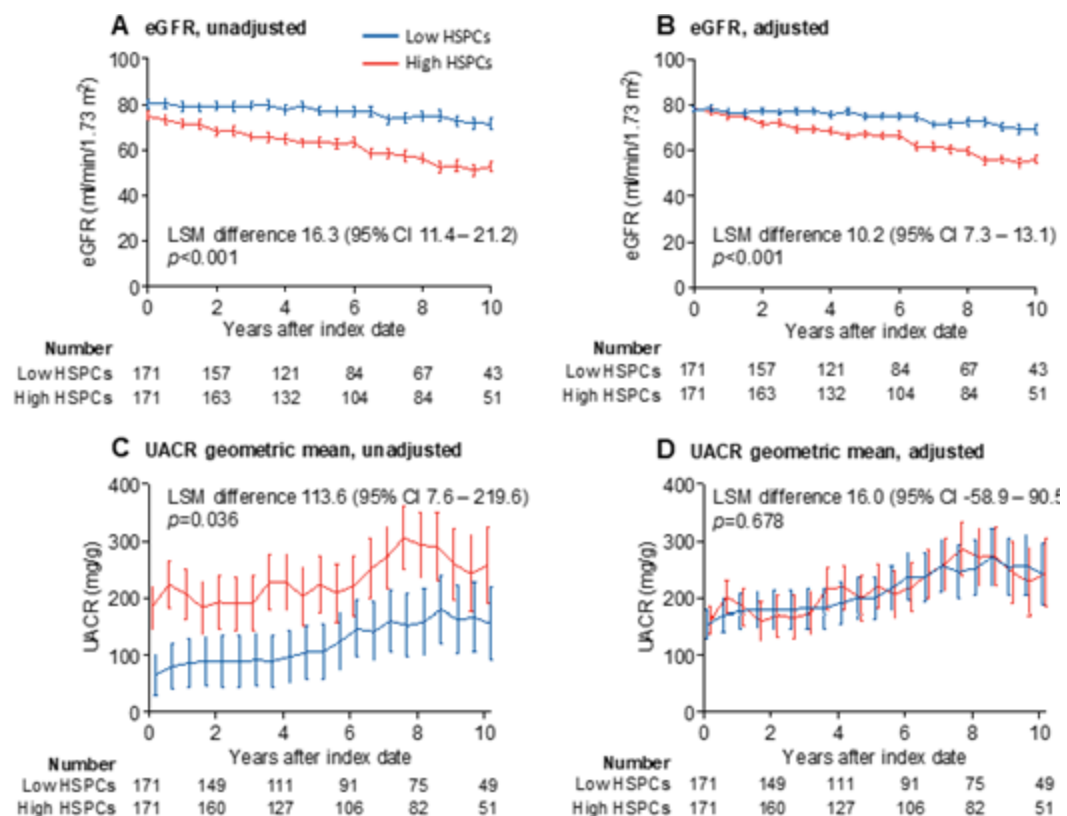 A eGFR, unadjusted
Low HSPCs
High HSPCs
eGFR (ml/min/1.73 m²)
100
80
60
40
20
0
LSM difference 16.3 (95% CI 11.4 – 21.2)
p<0.001
0 2 4 6 8 10
Years after index date
Number
Low HSPCs 171 157 121 84 67 43
High HSPCs 171 163 132 104 84 51
B eGFR, adjusted
eGFR (ml/min/1.73 m²)
100
80
60
40
20
0
LSM difference 10.2 (95% CI 7.3 – 13.1)
p<0.001
0 2 4 6 8 10
Years after index date
Number
Low HSPCs 171 157 121 84 67 43
High HSPCs 171 163 132 104 84 51
C UACR geometric mean, unadjusted
UACR (mg/g)
400
300
200
100
0
LSM difference 113.6 (95% CI 7.6 – 219.6)
p=0.036
0 2 4 6 8 10
Years after index date
Number
Low HSPCs 171 149 111 91 75 49
High HSPCs 171 160 127 106 82 51
D UACR geometric mean, adjusted
UACR (mg/g)
400
300
200
100
0
LSM difference 16.0 (95% CI -58.9 – 90.5
p=0.678
0 2 4 6 8 10
Years after index date
Number
Low HSPCs 171 149 111 91 75 49
High HSPCs 171 160 127 106 82 51